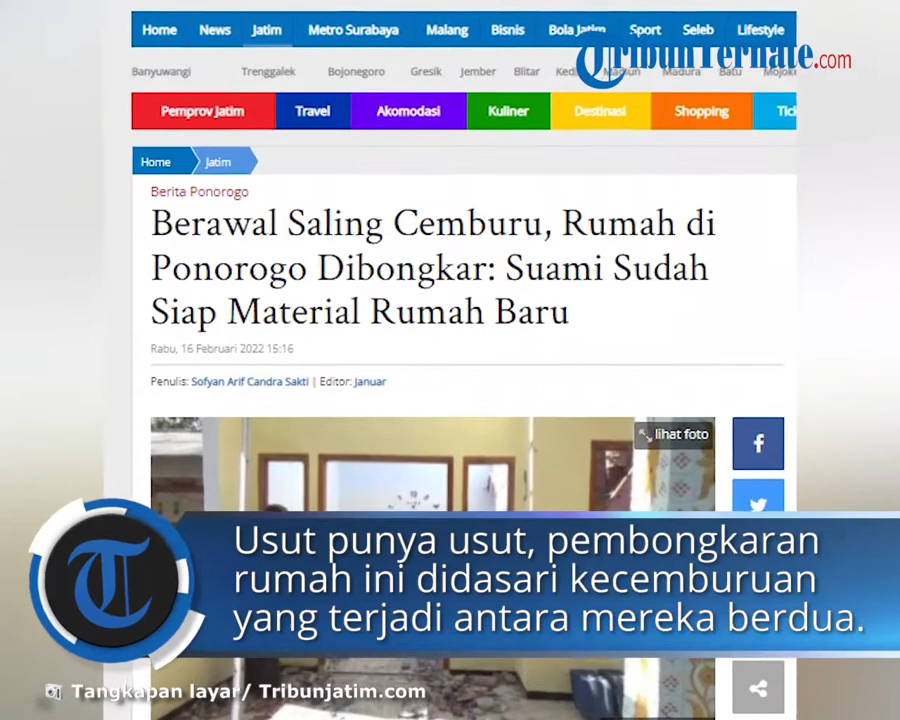 Home News Jatim Metro Surabaya Malang Bisnis Bola Jatim Sport Seleb Lifestyle
TribunTernate.com
Banyuwangi Trenggalek Bojonegoro Gresik Jember Blitar Madiun Madura Batu
Pemprov Jatim Travel Akomodasi Kuliner Destinasi Shopping
Home Jatim
Berita Ponorogo
Berawal Saling Cemburu, Rumah di
Ponorogo Dibongkar: Suami Sudah
Siap Material Rumah Baru
Rabu, 16 Februari 2022 15:16
Penulis: Sofyan Arif Candra Sakti | Editor: Januar
lihat foto
f
Usut punya usut, pembongkaran
rumah ini didasari kecemburuan
yang terjadi antara mereka berdua.
T
Tangkapan layar/ Tribunjatim.com